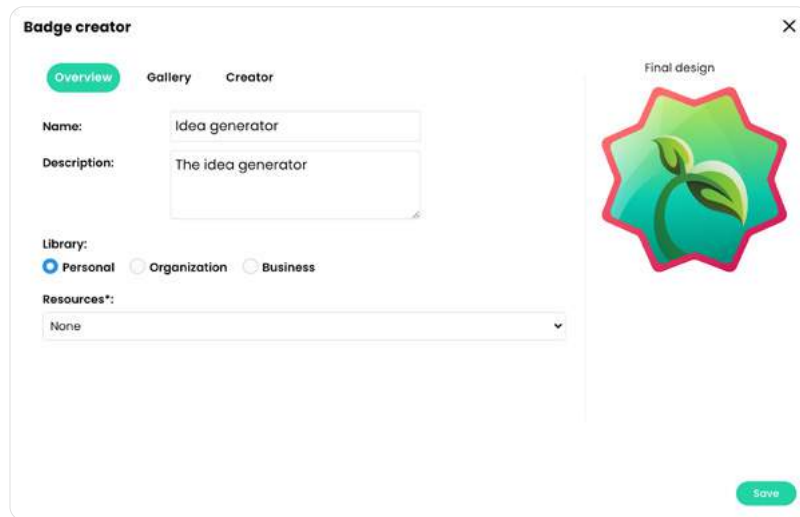 Badge creator
Overview Gallery Creator
Name: Idea generator
Description: The idea generator
Library:
Personal Organization Business
Resources*:
None
Final design
Save